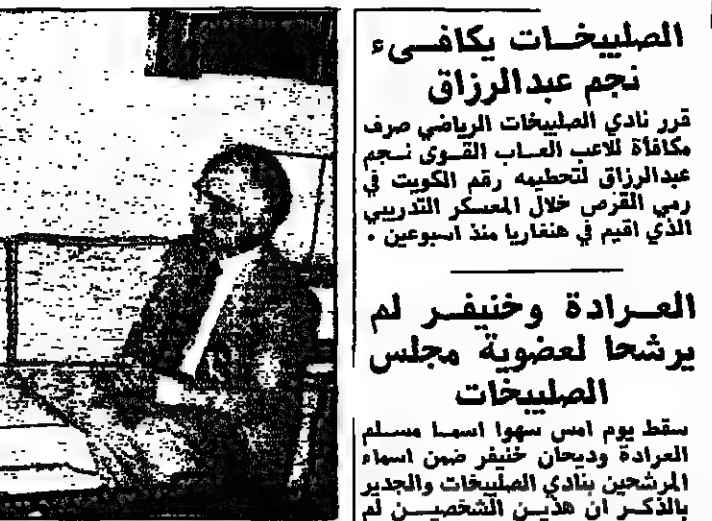 الصليبخات يكافىء
نجم عبدالرزاق
قرر نادي الصليبخات الرياضي صرف
مكافأة للاعب العاب القوى نجم
عبدالرزاق لتحطيمه رقم الكويت في
رمي القرص خلال المعسكر التدريبي
الذي اقيم في هنغاريا منذ اسبوعين .
العرادة وخنيفر لم
يرشحا لعضوية مجلس
الصليبخات
سقط يوم امس سهوا اسما مسلم
العرادة وديحان خنيفر ضمن اسماء
المرشحين بنادي الصليبخات والجدير
بالذكر ان هذين الشخصين لم